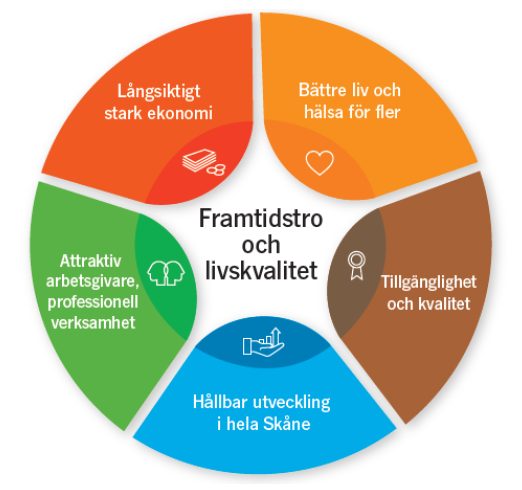 Långsiktigt
stark ekonomi
Bättre liv och
hälsa för fler
Framtidstro
och
livskvalitet
Attraktiv
arbetsgivare,
professionell
verksamhet
Tillgänglighet
och kvalitet
Hållbar utveckling
i hela Skåne